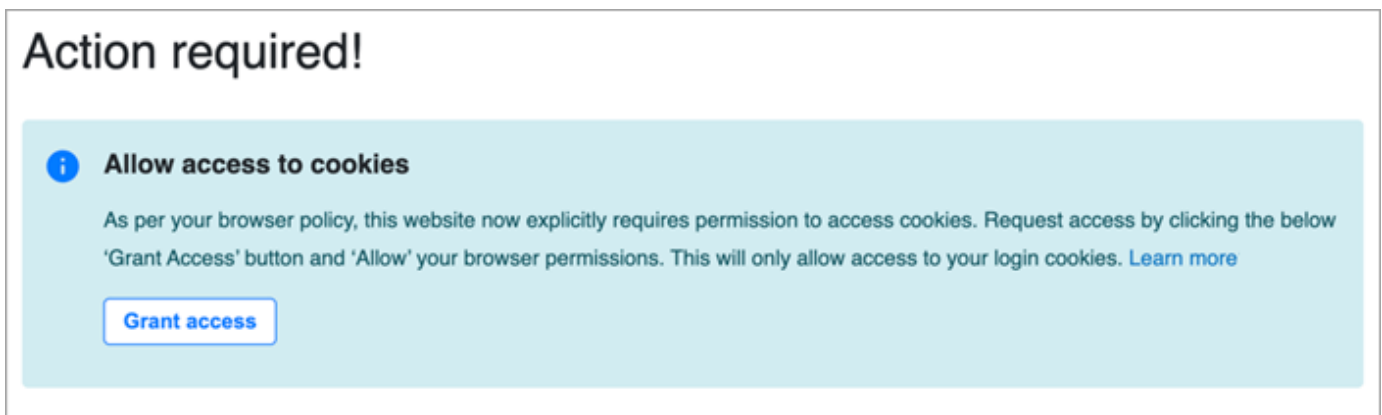 Action required!
Allow access to cookies
As per your browser policy, this website now explicitly requires permission to access cookies. Request access by clicking the below
‘Grant Access’ button and ‘Allow’ your browser permissions. This will only allow access to your login cookies. Learn more
Grant access